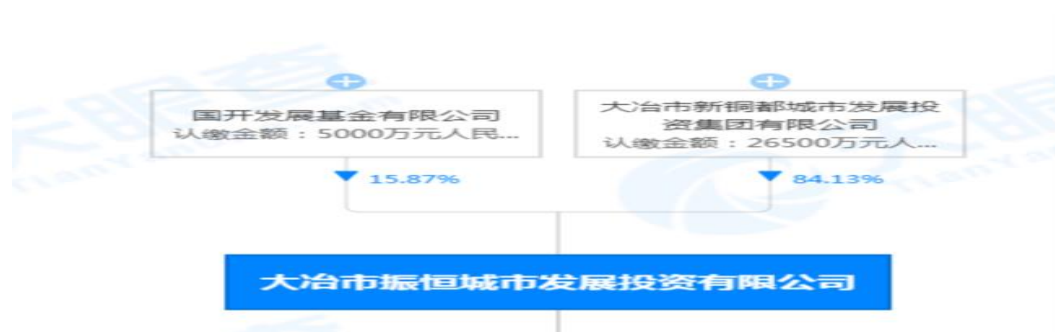 国开发展基金有限公司
认缴金额：5000万元人民...
大冶市新铜都城市发展投
资集团有限公司
认缴金额：26500万元人...
15.87%
84.13%
大冶市振恒城市发展投资有限公司